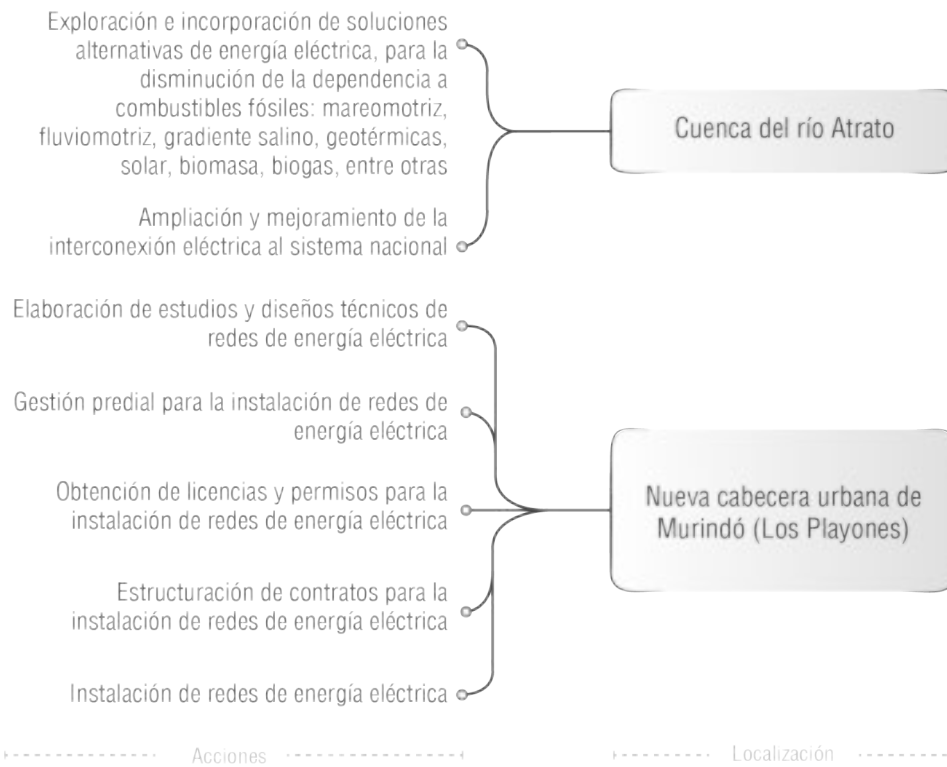 Exploración e incorporación de soluciones
alternativas de energía eléctrica, para la
disminución de la dependencia a
combustibles fósiles: mareomotriz,
fluviomotriz, gradiente salino, geotérmicas,
solar, biomasa, biogas, entre otras
Ampliación y mejoramiento de la
interconexión eléctrica al sistema nacional
Cuenca del río Atrato
Elaboración de estudios y diseños técnicos de
redes de energía eléctrica
Gestión predial para la instalación de redes de
energía eléctrica
Obtención de licencias y permisos para la
instalación de redes de energía eléctrica
Estructuración de contratos para la
instalación de redes de energía eléctrica
Instalación de redes de energía eléctrica
Nueva cabecera urbana de
Murindó (Los Playones)
Acciones
Localización